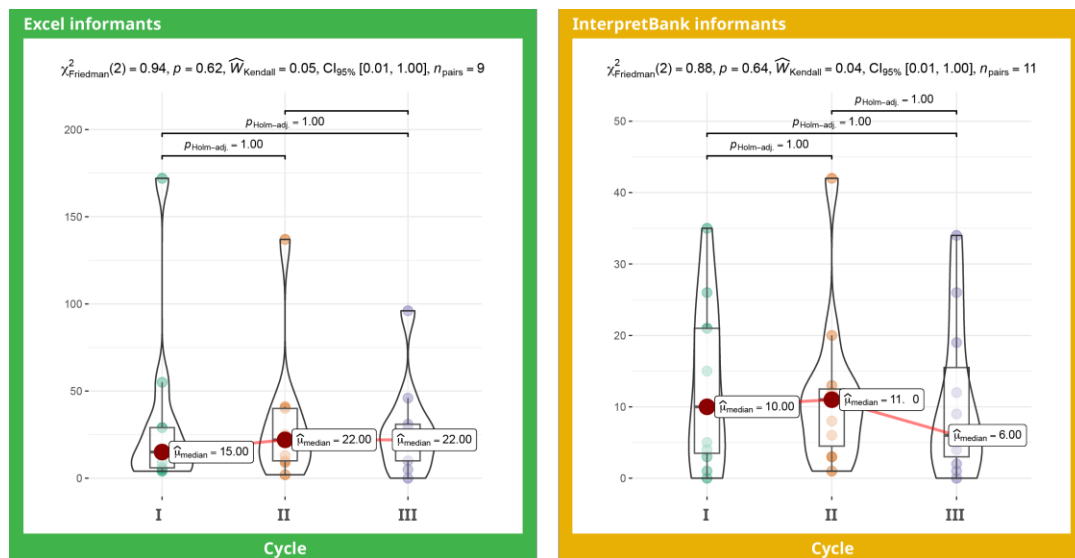 Excel informants
χ²Friedman(2) = 0.94, p = 0.62, ŴKendall = 0.05, CI95% [0.01, 1.00], npairs = 9
200
150
100
50
0
pHolm-adj. = 1.00
pHolm-adj. = 1.00
μ̂median = 15.00
μ̂median = 22.00
μ̂median = 22.00
I
II
III
Cycle
InterpretBank informants
χ²Friedman(2) = 0.88, p = 0.64, ŴKendall = 0.04, CI95% [0.01, 1.00], npairs = 11
50
40
30
20
10
0
pHolm-adj. = 1.00
pHolm-adj. = 1.00
pHolm-adj. = 1.00
μ̂median = 10.00
μ̂median = 11. 0
μ̂median = 6.00
I
II
III
Cycle